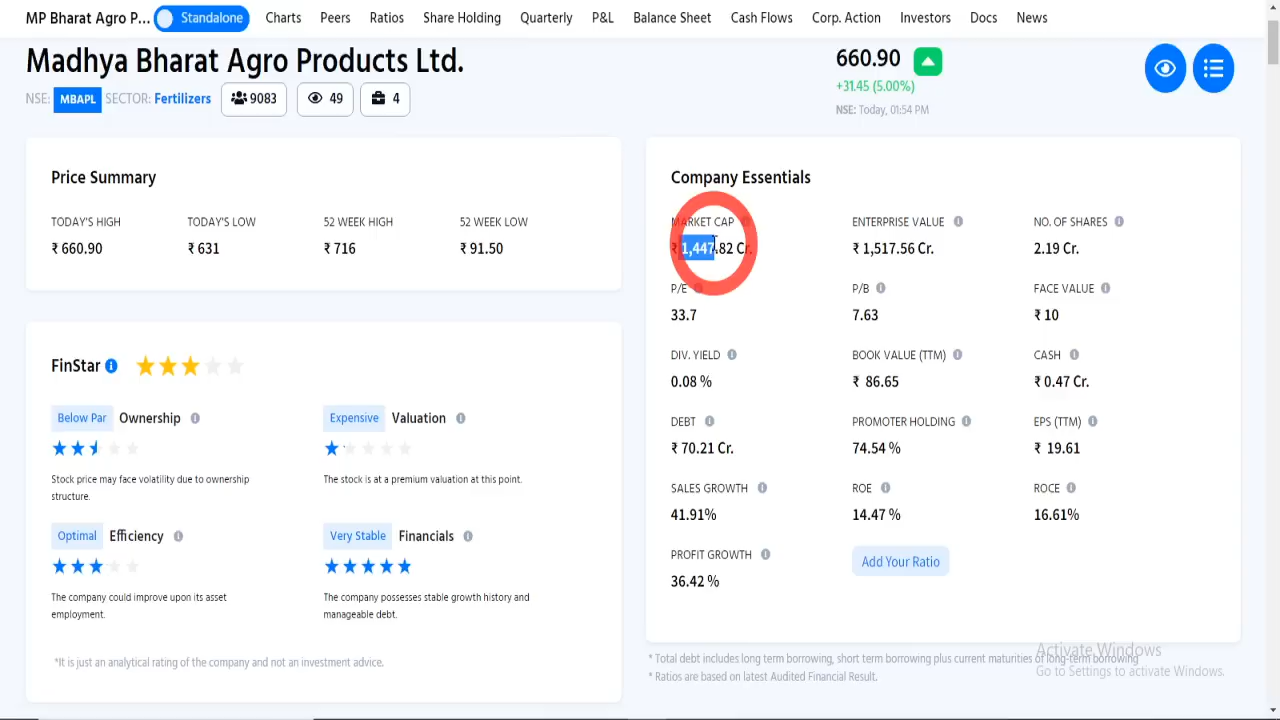 MP Bharat Agro P... Standalone Charts Peers Ratios Share Holding Quarterly P&L Balance Sheet Cash Flows Corp. Action Investors Docs News
Madhya Bharat Agro Products Ltd.
NSE: MBAPL SECTOR: Fertilizers 9083 49 4
660.90
+31.45 (5.00%)
NSE: Today, 01:54 PM
Price Summary
TODAY'S HIGH TODAY'S LOW 52 WEEK HIGH 52 WEEK LOW
₹ 660.90 ₹ 631 ₹ 716 ₹ 91.50
FinStar
Below Par Ownership
Stock price may face volatility due to ownership
structure.
Expensive Valuation
The stock is at a premium valuation at this point.
Optimal Efficiency
The company could improve upon its asset
employment.
Very Stable Financials
The company possesses stable growth history and
manageable debt.
*It is just an analytical rating of the company and not an investment advice.
Company Essentials
MARKET CAP ENTERPRISE VALUE NO. OF SHARES
₹ 1,447.82 Cr. ₹ 1,517.56 Cr. 2.19 Cr.
P/E P/B FACE VALUE
33.7 7.63 ₹ 10
DIV. YIELD BOOK VALUE (TTM) CASH
0.08 % ₹ 86.65 ₹ 0.47 Cr.
DEBT PROMOTER HOLDING EPS (TTM)
₹ 70.21 Cr. 74.54 % ₹ 19.61
SALES GROWTH ROE ROCE
41.91% 14.47 % 16.61%
PROFIT GROWTH Add Your Ratio
36.42 %
* Total debt includes long term borrowing, short term borrowing plus current maturities of long-term borrowing
* Ratios are based on latest Audited Financial Result.
Activate Windows
Go to Settings to activate Windows.